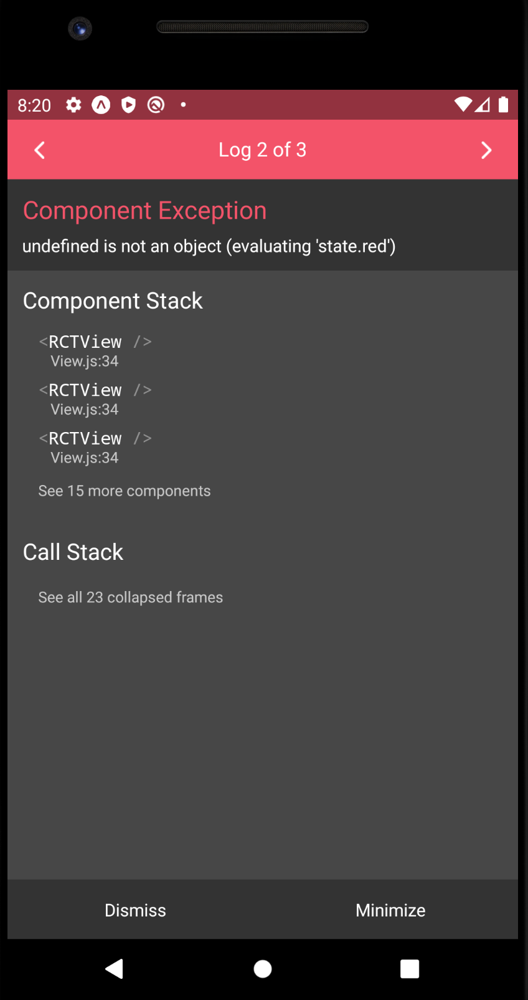 8:20
Log 2 of 3
Component Exception
undefined is not an object (evaluating 'state.red')
Component Stack
<RCTView />
View.js:34
<RCTView />
View.js:34
<RCTView />
View.js:34
See 15 more components
Call Stack
See all 23 collapsed frames
Dismiss Minimize